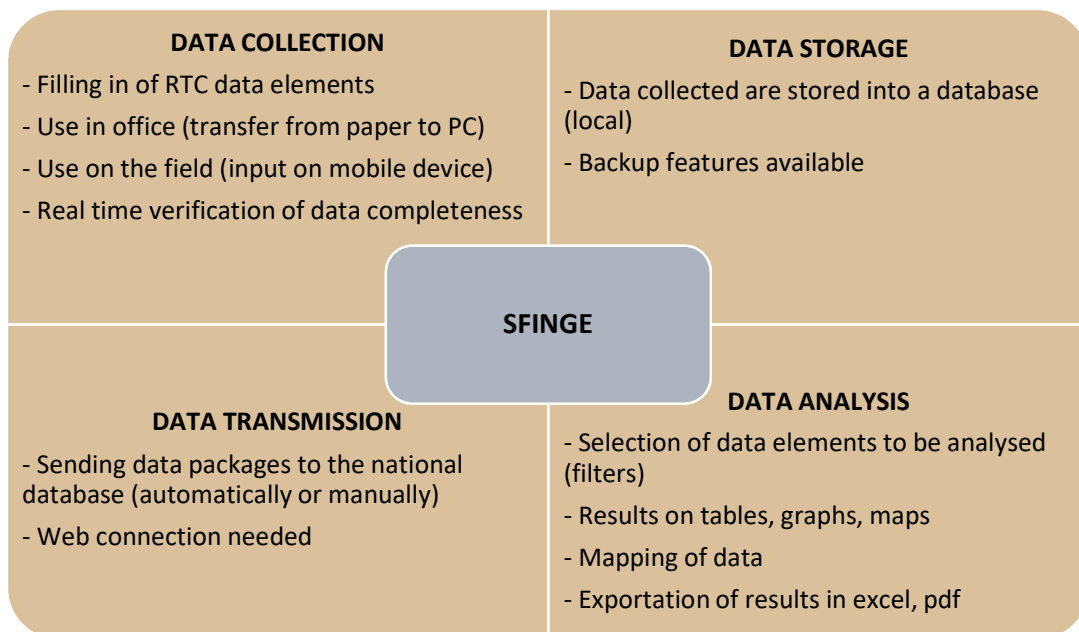 DATA COLLECTION
- Filling in of RTC data elements
- Use in office (transfer from paper to PC)
- Use on the field (input on mobile device)
- Real time verification of data completeness
DATA STORAGE
- Data collected are stored into a database
(local)
- Backup features available
SFINGE
DATA TRANSMISSION
- Sending data packages to the national
database (automatically or manually)
- Web connection needed
DATA ANALYSIS
- Selection of data elements to be analysed
(filters)
- Results on tables, graphs, maps
- Mapping of data
- Exportation of results in excel, pdf